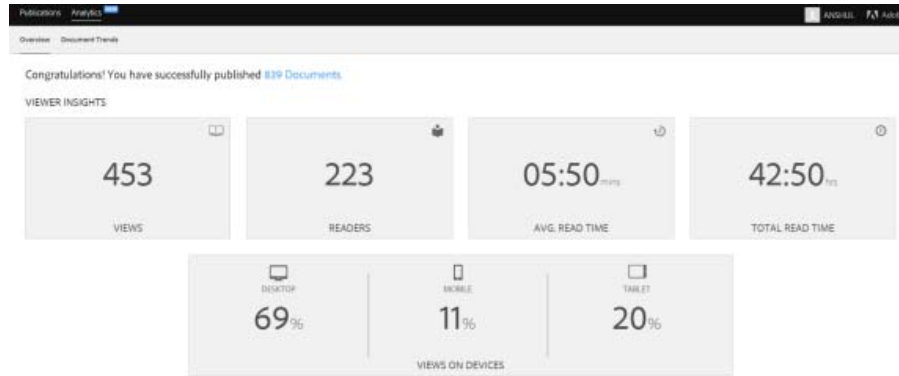 Publications Analytics NEW
ANSHUL Adob
Overview Document Trends
Congratulations! You have successfully published 839 Documents
VIEWER INSIGHTS
453 223 05:50 mins 42:50 hrs
VIEWS READERS AVG. READ TIME TOTAL READ TIME
DESKTOP MOBILE TABLET
69% 11% 20%
VIEWS ON DEVICES